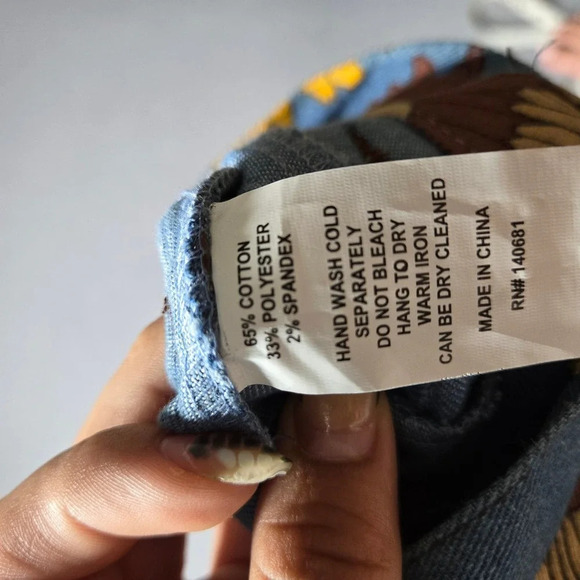 65% COTTON
33% POLYESTER
2% SPANDEX
HAND WASH COLD
SEPARATELY
DO NOT BLEACH
HANG TO DRY
WARM IRON
CAN BE DRY CLEANED
MADE IN CHINA
RN# 140681